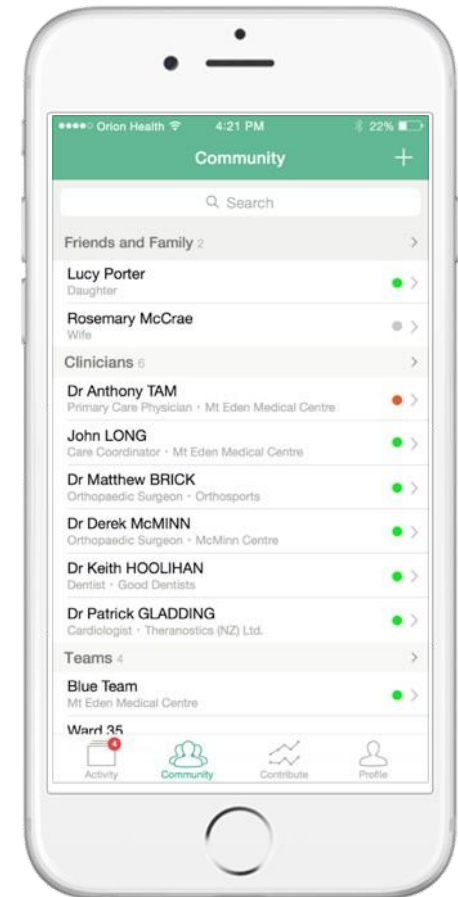 Orion Health 4:21 PM 22%
Community +
Search
Friends and Family 2
Lucy Porter
Daughter
Rosemary McCrae
Wife
Clinicians 6
Dr Anthony TAM
Primary Care Physician · Mt Eden Medical Centre
John LONG
Care Coordinator · Mt Eden Medical Centre
Dr Matthew BRICK
Orthopaedic Surgeon · Orthosports
Dr Derek McMINN
Orthopaedic Surgeon · McMinn Centre
Dr Keith HOOLIHAN
Dentist · Good Dentists
Dr Patrick GLADDING
Cardiologist · Theranostics (NZ) Ltd.
Teams 4
Blue Team
Mt Eden Medical Centre
Ward 35
4
Activity Community Contribute Profile